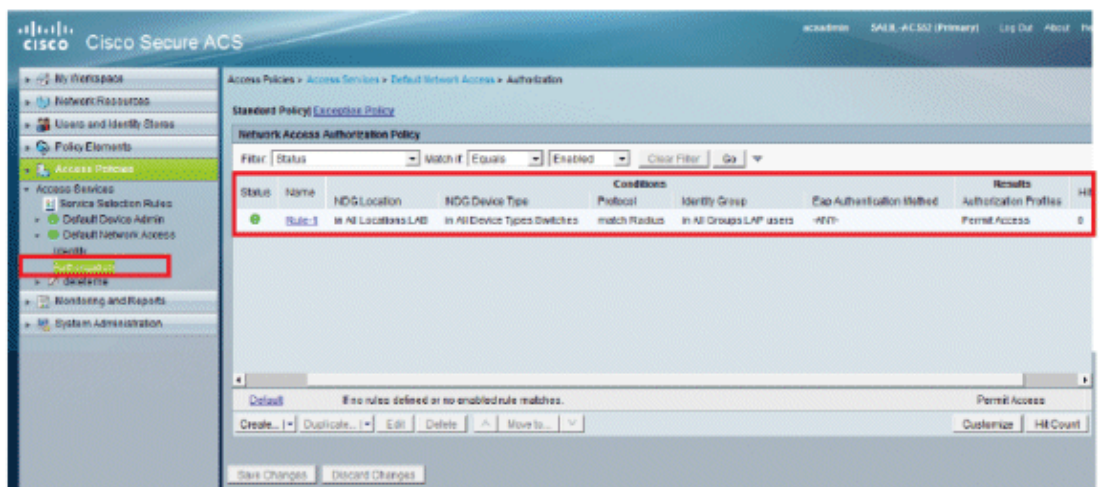 CISCO Cisco Secure ACS
acsadmin (Primary) Log Out About
My Workspace
Network Resources
Users and Identity Stores
Policy Elements
Access Policies
Access Services
Service Selection Rules
Default Device Admin
Default Network Access
Identity
Authorization
Monitoring and Reports
System Administration
Access Policies > Access Services > Default Network Access > Authorization
Standard Policy| Exception Policy
Network Access Authorization Policy
Filter: Status Match if: Equals Enabled Clear Filter Go
Conditions Results
Status Name NDG:Location NDG:Device Type Protocol Identity Group Eap Authentication Method Authorization Profiles Hit
Rule-1 in All Locations:LAB in All Device Types:Switches match Radius in All Groups:LAP users -ANY- Permit Access 0
Default If no rules defined or no enabled rule matches. Permit Access
Create... Duplicate... Edit Delete Move to... Customize Hit Count
Save Changes Discard Changes